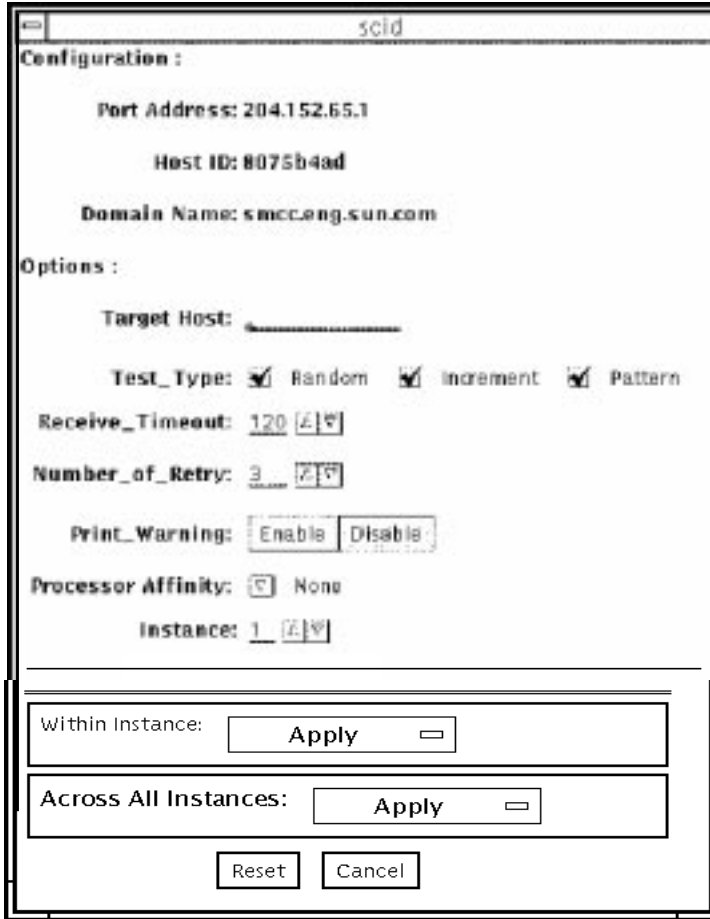 scid
Configuration :
Port Address: 204.152.65.1
Host ID: 8075b4ad
Domain Name: smcc.eng.sun.com
Options :
Target Host:
Test_Type: Random Increment Pattern
Receive_Timeout: 120
Number_of_Retry: 3
Print_Warning: Enable Disable
Processor Affinity: None
Instance: 1
Within Instance: Apply
Across All Instances: Apply
Reset Cancel